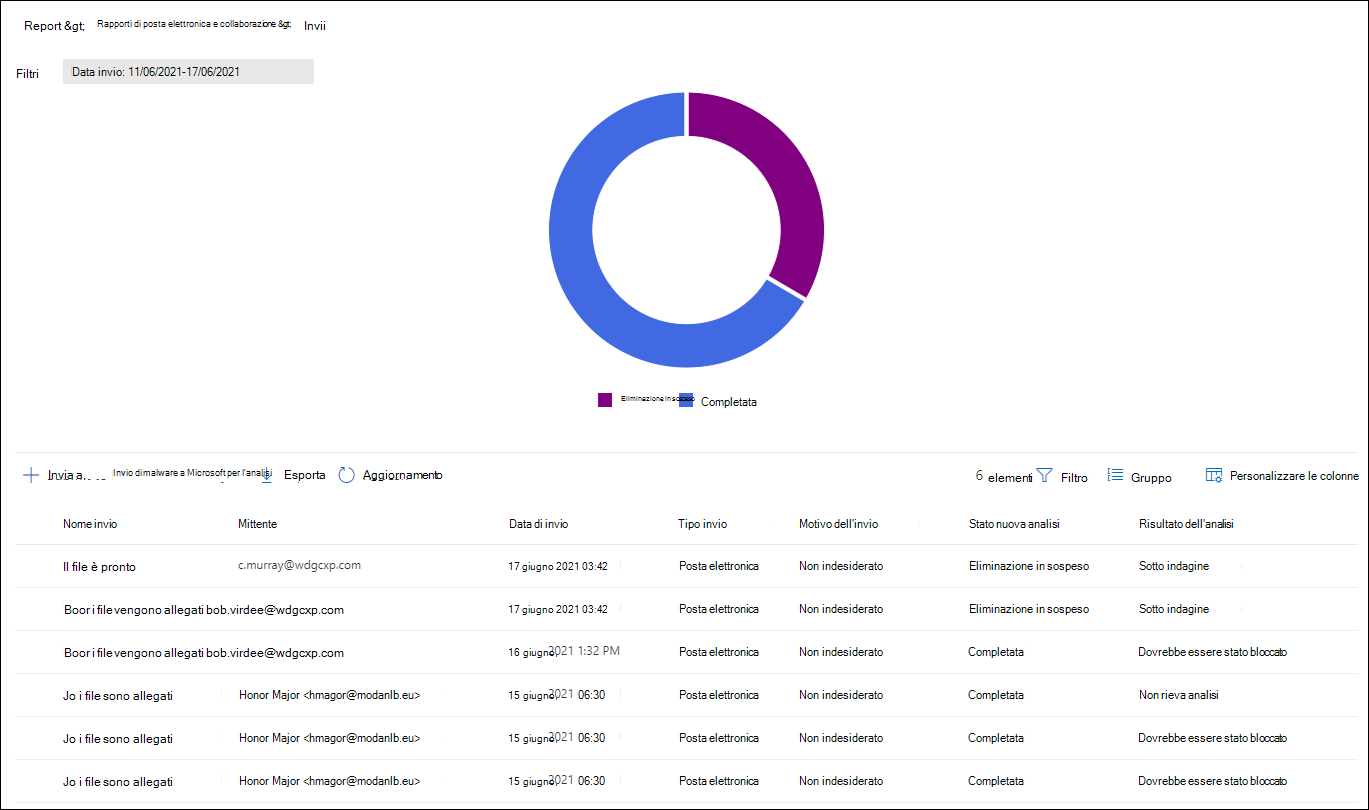 Report &gt; Rapporti di posta elettronica e collaborazione &gt; Invii
Filtri Data invio: 11/06/2021-17/06/2021
Eliminazione in sospeso Completata
Invia a Invio di malware a Microsoft per l'analisi Esporta Aggiornamento 6 elementi Filtro Gruppo Personalizzare le colonne
Nome invio Mittente Data di invio Tipo invio Motivo dell'invio Stato nuova analisi Risultato dell'analisi
Il file è pronto c.murray@wdgcxp.com 17 giugno 2021 03:42 Posta elettronica Non indesiderato Eliminazione in sospeso Sotto indagine
Boor i file vengono allegati bob.virdee@wdgcxp.com 17 giugno 2021 03:42 Posta elettronica Non indesiderato Eliminazione in sospeso Sotto indagine
Boor i file vengono allegati bob.virdee@wdgcxp.com 16 giugno, 2021 1:32 PM Posta elettronica Non indesiderato Completata Dovrebbe essere stato bloccato
Jo i file sono allegati Honor Major <hmagor@modanlb.eu> 15 giugno, 2021 06:30 Posta elettronica Non indesiderato Completata Non rieva analisi
Jo i file sono allegati Honor Major <hmagor@modanlb.eu> 15 giugno, 2021 06:30 Posta elettronica Non indesiderato Completata Dovrebbe essere stato bloccato
Jo i file sono allegati Honor Major <hmagor@modanlb.eu> 15 giugno, 2021 06:30 Posta elettronica Non indesiderato Completata Dovrebbe essere stato bloccato